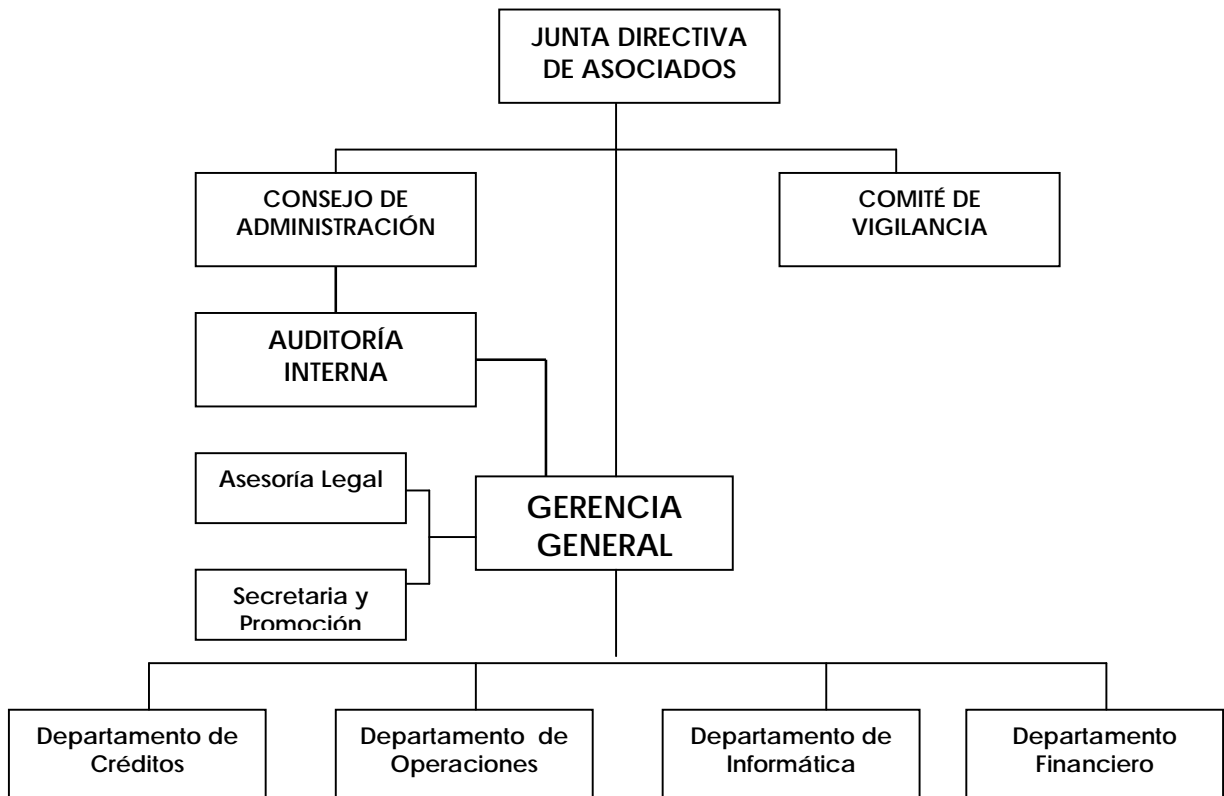 JUNTA DIRECTIVA
DE ASOCIADOS
CONSEJO DE
ADMINISTRACIÓN
COMITÉ DE
VIGILANCIA
AUDITORÍA
INTERNA
Asesoría Legal
GERENCIA
GENERAL
Secretaria y
Promoción
Departamento de
Créditos
Departamento de
Operaciones
Departamento de
Informática
Departamento
Financiero